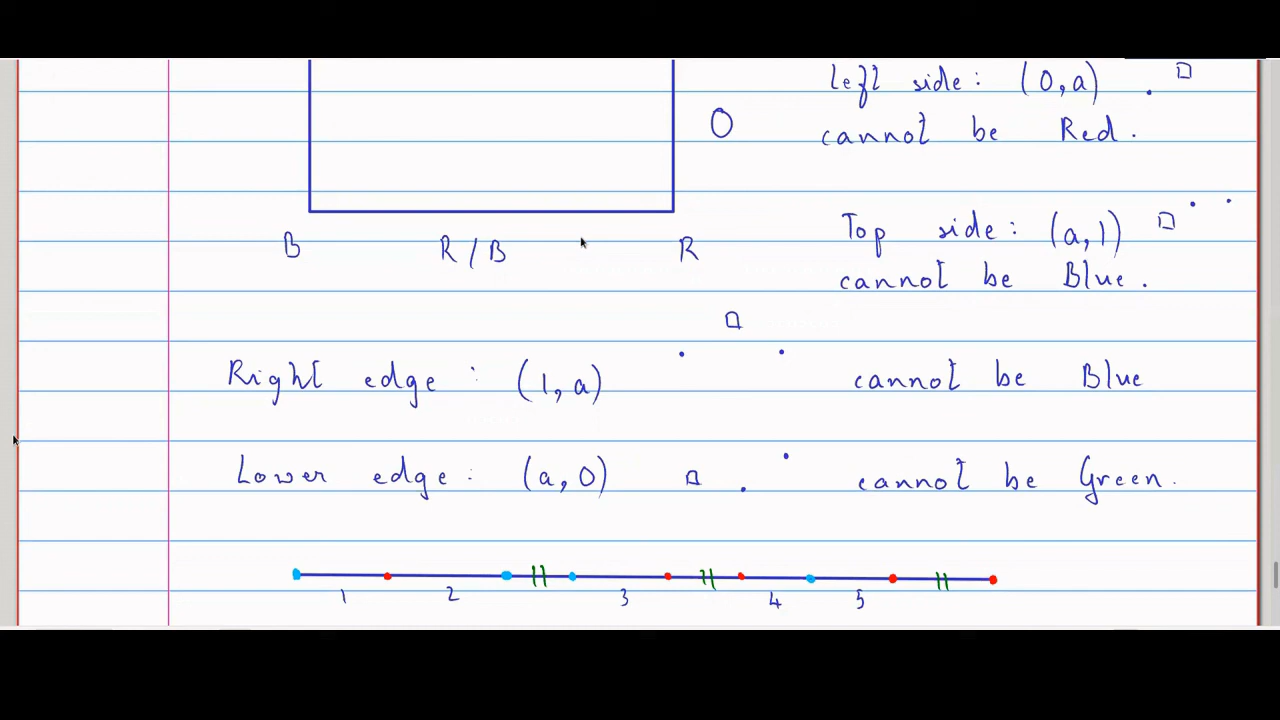 Left side: (0,a)
O
cannot be Red.
B R/B R
Top side: (a,1)
cannot be Blue.
Right edge: (1,a) cannot be Blue
Lower edge: (a,0) cannot be Green.
1 2 3 4 5